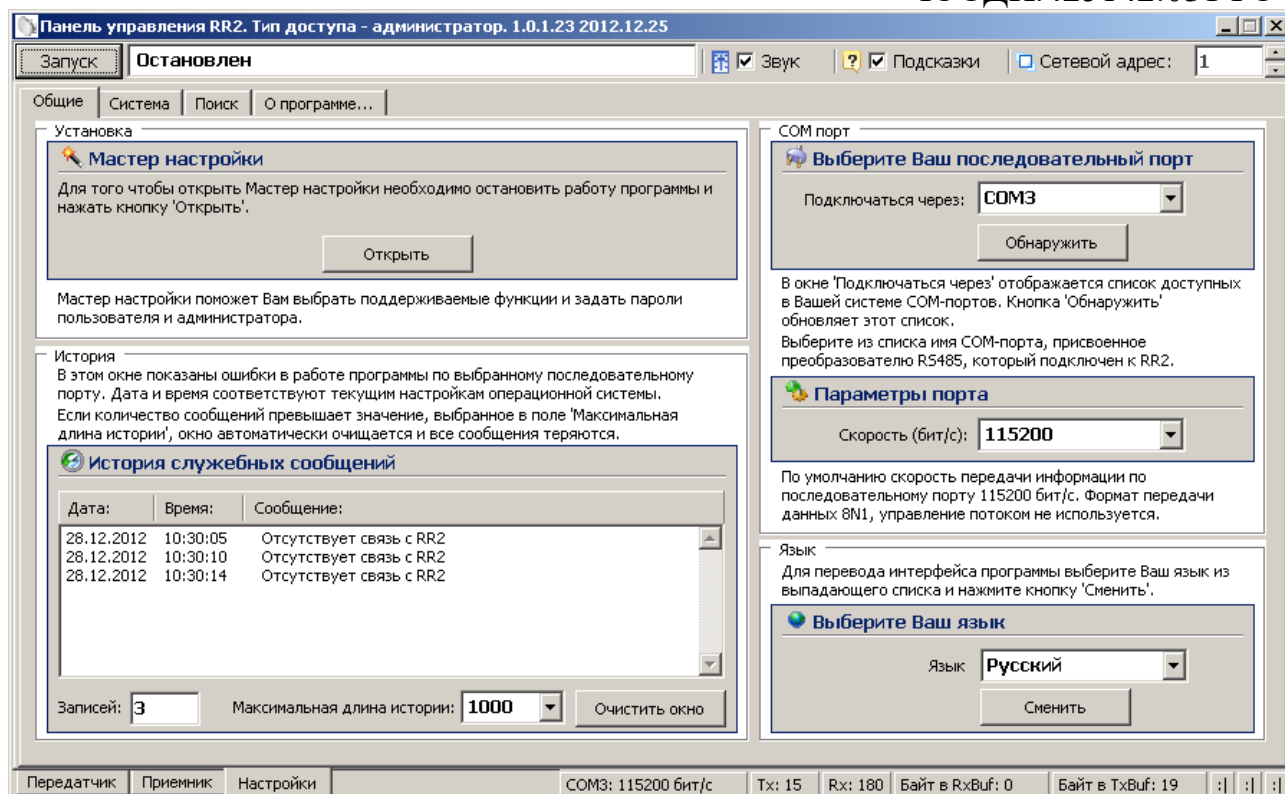 Панель управления RR2. Тип доступа - администратор. 1.0.1.23 2012.12.25
Запуск Остановлен Звук Подсказки Сетевой адрес: 1
Общие Система Поиск О программе...
Установка
Мастер настройки
Для того чтобы открыть Мастер настройки необходимо остановить работу программы и
нажать кнопку 'Открыть'.
Открыть
Мастер настройки поможет Вам выбрать поддерживаемые функции и задать пароли
пользователя и администратора.
История
В этом окне показаны ошибки в работе программы по выбранному последовательному
порту. Дата и время соответствуют текущим настройкам операционной системы.
Если количество сообщений превышает значение, выбранное в поле 'Максимальная
длина истории', окно автоматически очищается и все сообщения теряются.
История служебных сообщений
Дата: Время: Сообщение:
28.12.2012 10:30:05 Отсутствует связь с RR2
28.12.2012 10:30:10 Отсутствует связь с RR2
28.12.2012 10:30:14 Отсутствует связь с RR2
Записей: 3 Максимальная длина истории: 1000 Очистить окно
COM порт
Выберите Ваш последовательный порт
Подключаться через: COM3
Обнаружить
В окне 'Подключаться через' отображается список доступных
в Вашей системе COM-портов. Кнопка 'Обнаружить'
обновляет этот список.
Выберите из списка имя COM-порта, присвоенное
преобразователю RS485, который подключен к RR2.
Параметры порта
Скорость (бит/с): 115200
По умолчанию скорость передачи информации по
последовательному порту 115200 бит/с. Формат передачи
данных 8N1, управление потоком не используется.
Язык
Для перевода интерфейса программы выберите Ваш язык из
выпадающего списка и нажмите кнопку 'Сменить'.
Выберите Ваш язык
Язык Русский
Сменить
Передатчик Приемник Настройки COM3: 115200 бит/с Tx: 15 Rx: 180 Байт в RxBuf: 0 Байт в TxBuf: 19 :| :| :|